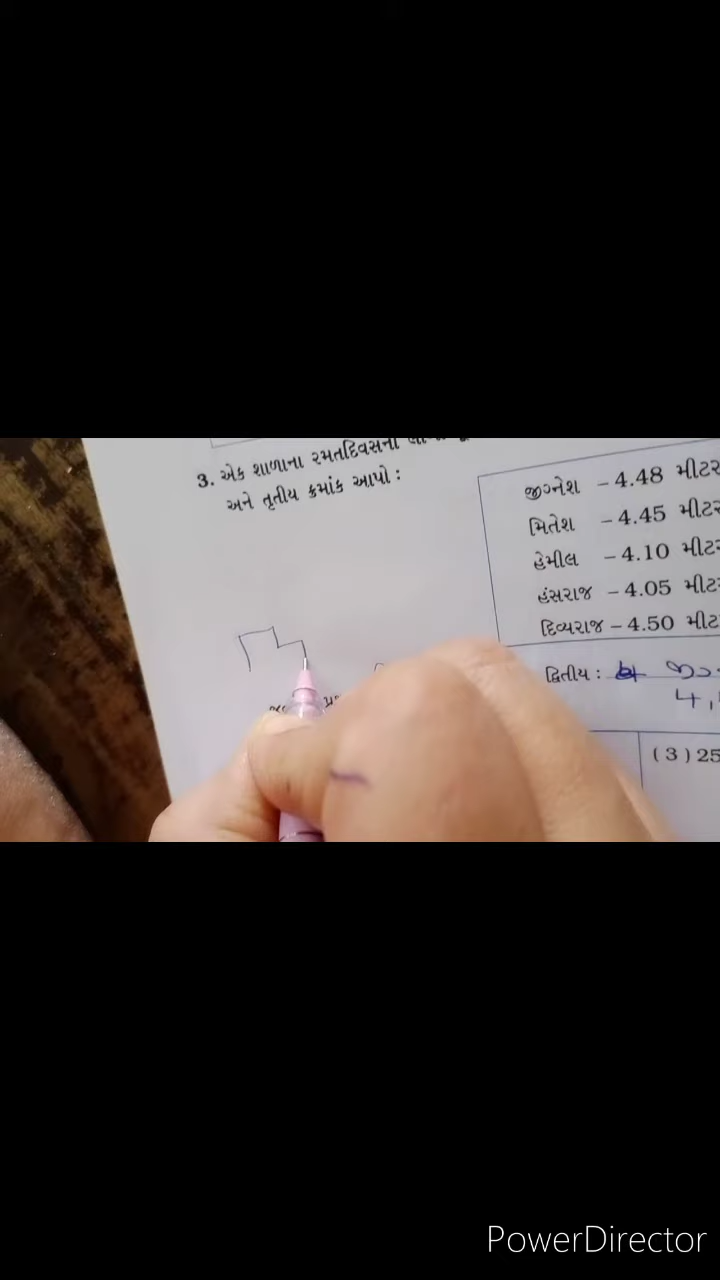 3. એક શાળાના રમતદિવસના
અને તૃતીય ક્રમાંક આપો :
જીગ્નેશ – 4.48 મીટર
મિતેશ – 4.45 મીટર
હેમીલ – 4.10 મીટર
હંસરાજ – 4.05 મીટર
દિવ્યરાજ – 4.50 મીટર
દ્વિતીય :
4.
( 3 ) 25
PowerDirector